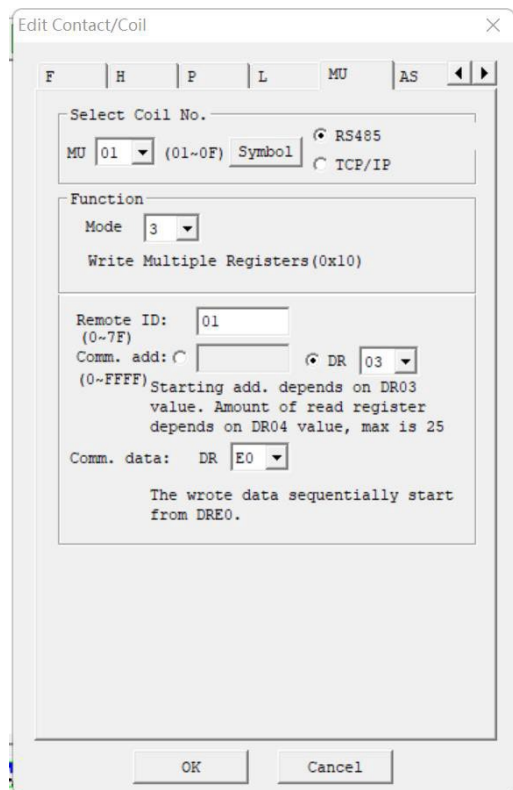 Edit Contact/Coil
F H P L MU AS
Select Coil No.
MU 01 (01~0F) Symbol
RS485
TCP/IP
Function
Mode 3
Write Multiple Registers(0x10)
Remote ID: 01
(0~7F)
Comm. add: DR 03
(0~FFFF)
Starting add. depends on DR03
value. Amount of read register
depends on DR04 value, max is 25
Comm. data: DR E0
The wrote data sequentially start
from DRE0.
OK Cancel